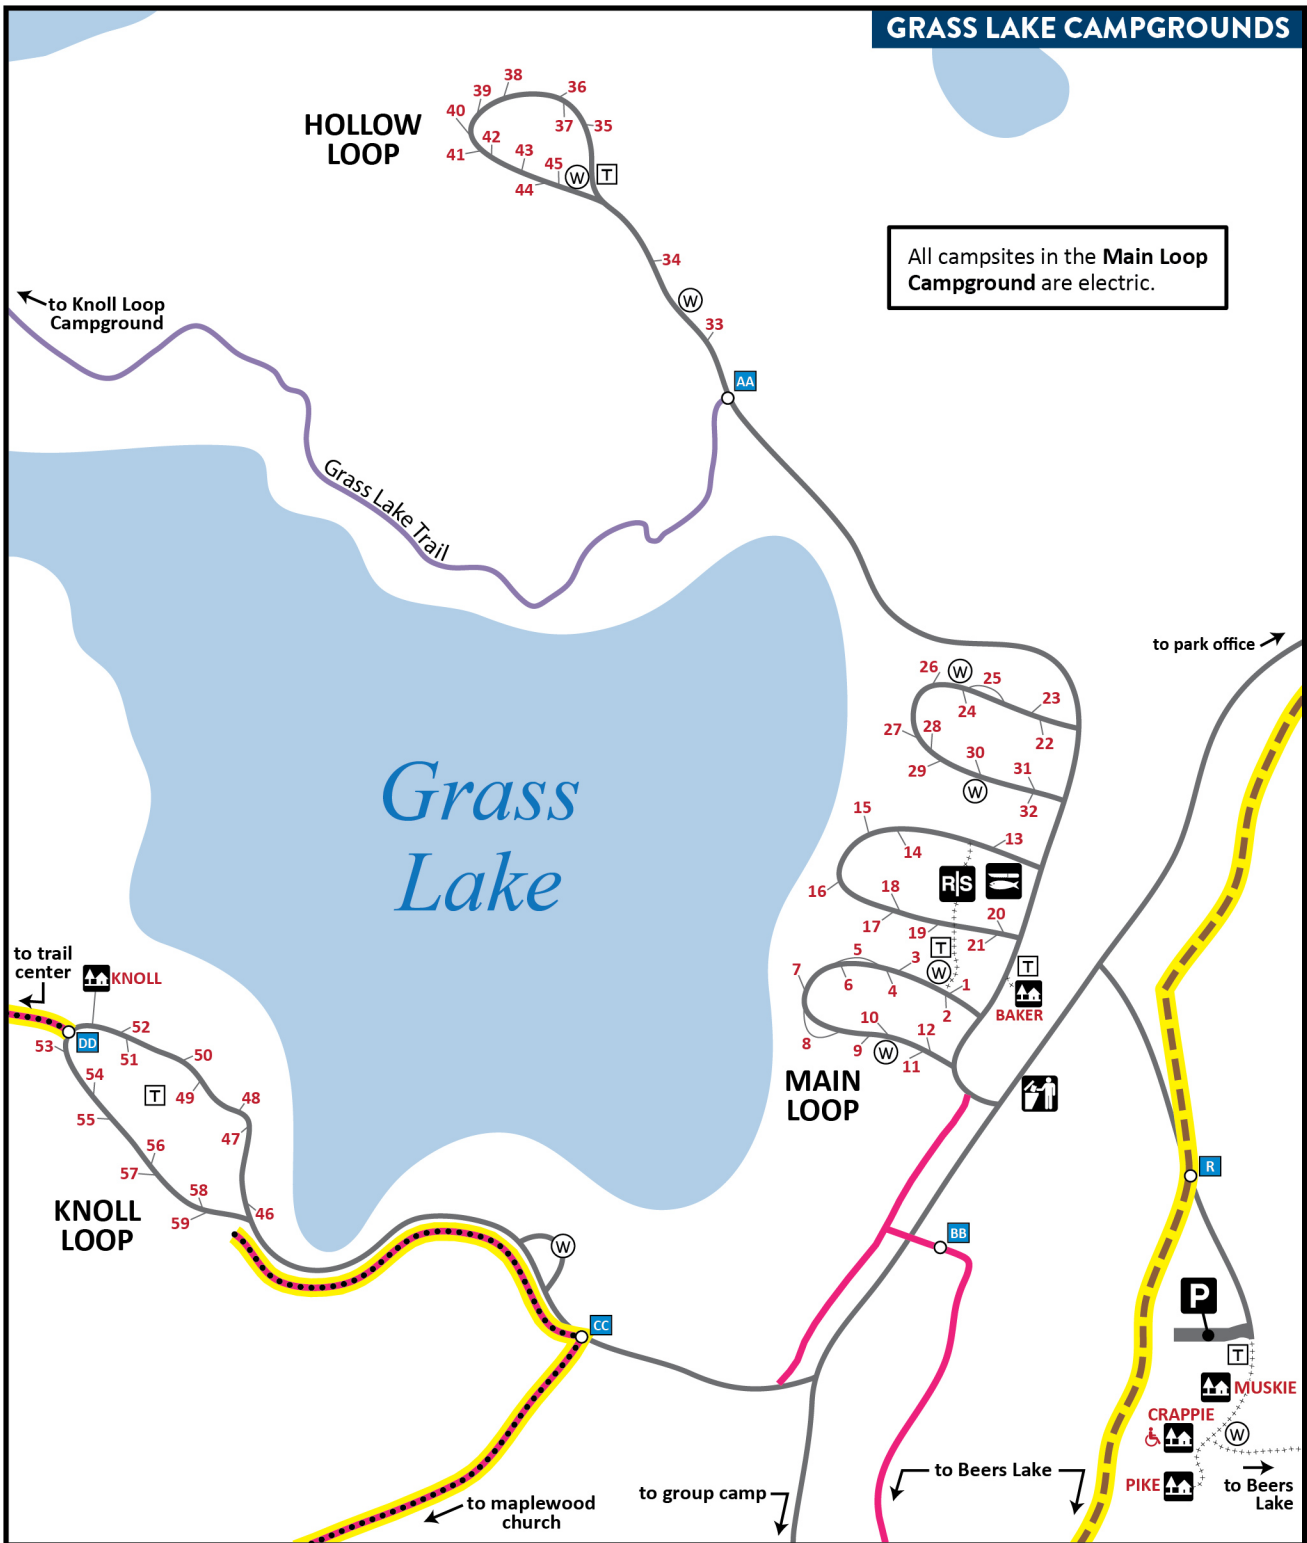 GRASS LAKE CAMPGROUNDS
HOLLOW
LOOP
38
39
36
40
37
35
42
41
43
45
W
T
44
34
W
33
AA
All campsites in the Main Loop
Campground are electric.
to Knoll Loop
Campground
Grass Lake Trail
to park office
26
W
25
23
24
27
28
22
29
30
31
W
32
15
13
14
R|S
16
18
17
19
20
21
T
T
5
3
7
W
6
4
1
2
BAKER
10
12
8
9
W
11
MAIN
LOOP
Grass
Lake
to trail
center
KNOLL
DD
52
53
51
50
54
T
49
48
55
47
56
57
58
46
59
KNOLL
LOOP
W
CC
BB
R
P
T
MUSKIE
CRAPPIE
W
PIKE
to Beers
Lake
to Beers Lake
to group camp
to maplewood
church